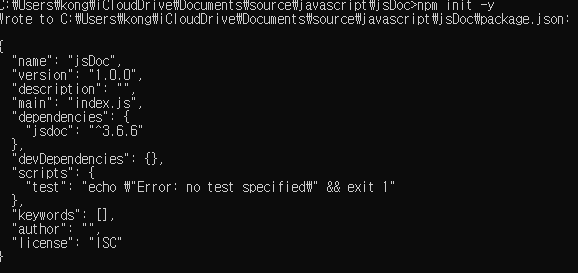 C:₩Users₩kong₩iCloudDrive₩Documents₩source₩javascript₩jsDoc>npm init -y
Wrote to C:₩Users₩kong₩iCloudDrive₩Documents₩source₩javascript₩jsDoc₩package.json:
{
  "name": "jsDoc",
  "version": "1.0.0",
  "description": "",
  "main": "index.js",
  "dependencies": {
    "jsdoc": "^3.6.6"
  },
  "devDependencies": {},
  "scripts": {
    "test": "echo ₩"Error: no test specified₩" && exit 1"
  },
  "keywords": [],
  "author": "",
  "license": "ISC"
}